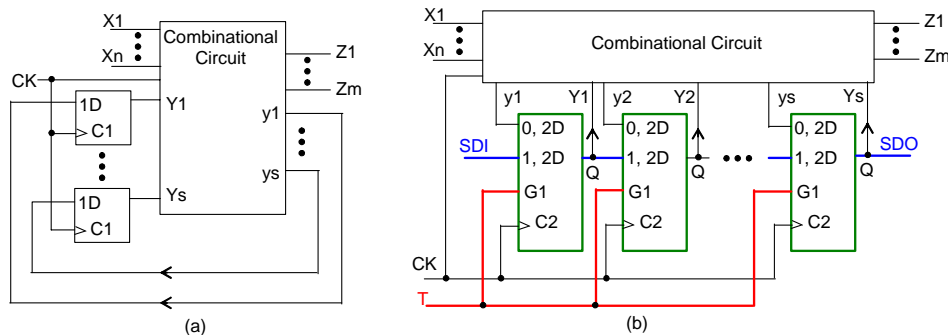 X1
Xn
Combinational
Circuit
Z1
Zm
CK
1D
Y1
y1
C1
ys
1D
Ys
C1
(a)
X1
Xn
Combinational Circuit
Z1
Zm
y1
Y1
y2
Y2
ys
Ys
0, 2D
0, 2D
0, 2D
SDI
1, 2D
Q
1, 2D
Q
1, 2D
Q
SDO
G1
G1
G1
C2
C2
C2
CK
T
(b)